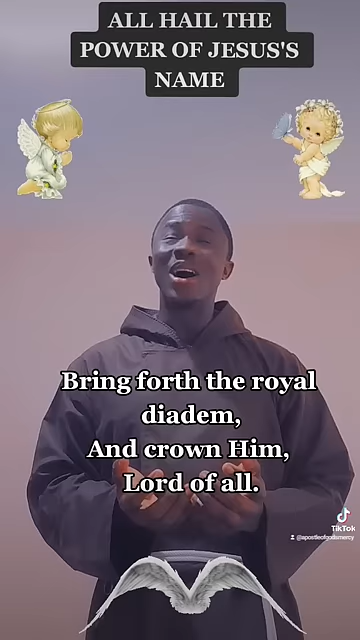 ALL HAIL THE
POWER OF JESUS'S
NAME
Bring forth the royal
diadem,
And crown Him,
Lord of all.
TikTok
@apostleofgodsmercy